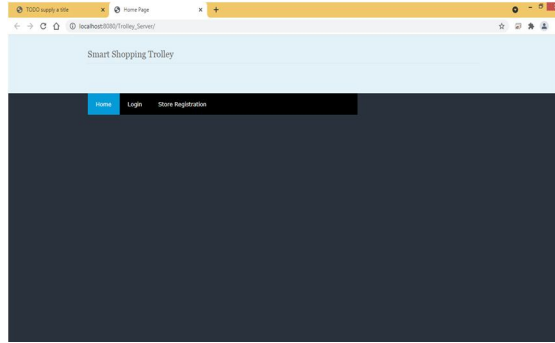 TODO supply a title
Home Page
localhost:8080/Trolley_Server/
Smart Shopping Trolley
Home Login Store Registration